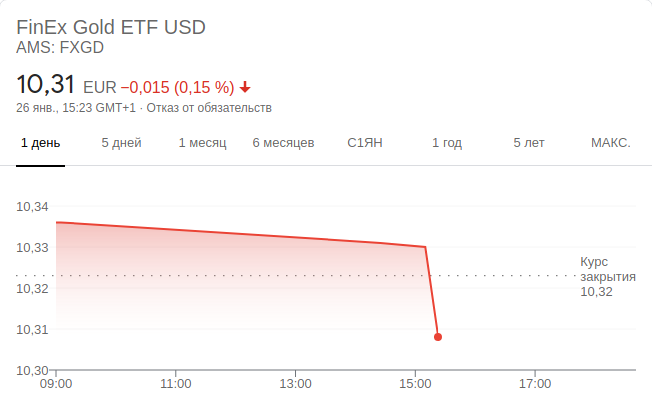 FinEx Gold ETF USD
AMS: FXGD
10,31 EUR −0,015 (0,15 %)
26 янв., 15:23 GMT+1 · Отказ от обязательств
1 день 5 дней 1 месяц 6 месяцев С1ЯН 1 год 5 лет МАКС.
10,34
10,33
Курс
закрытия
10,32
10,32
10,31
10,30
09:00 11:00 13:00 15:00 17:00